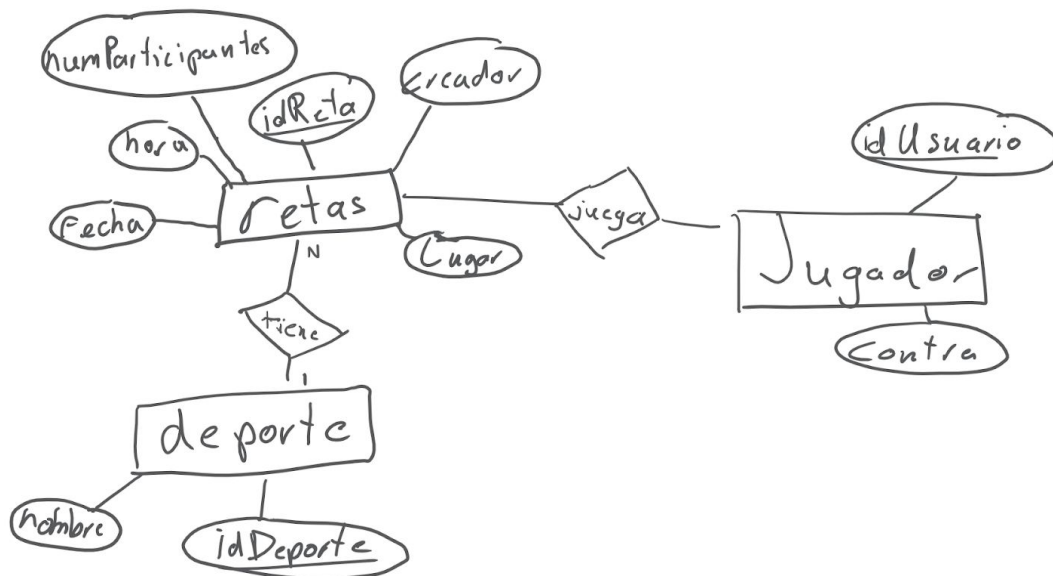 numParticipantes
creador
idReta
hora
idUsuario
retas
juega
Fecha
Lugar
Jugador
N
tiene
contra
1
deporte
nombre
idDeporte